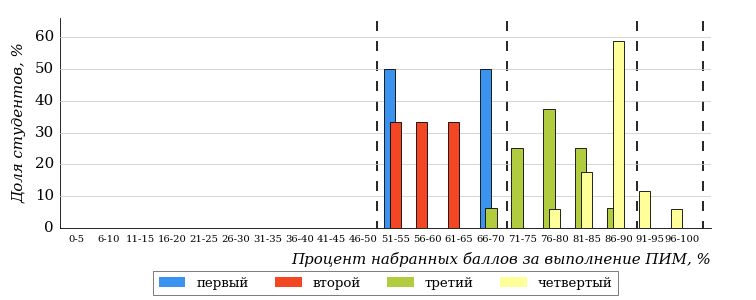 Доля студентов, %
60
50
40
30
20
10
0
0-5 6-10 11-15 16-20 21-25 26-30 31-35 36-40 41-45 46-50 51-55 56-60 61-65 66-70 71-75 76-80 81-85 86-90 91-95 96-100
Процент набранных баллов за выполнение ПИМ, %
первый второй третий четвертый